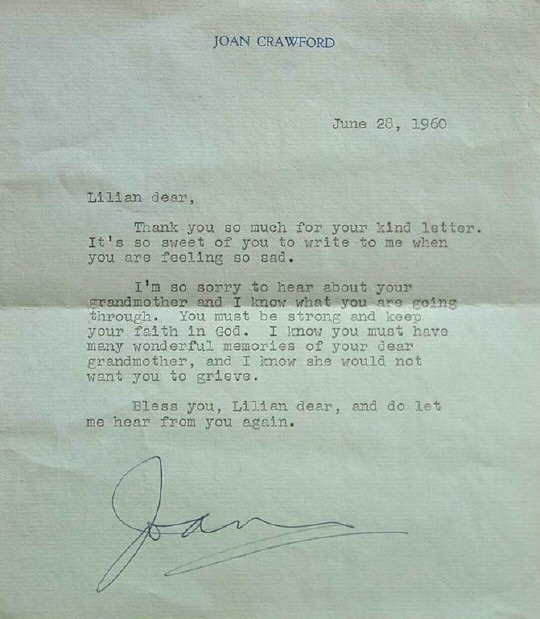 JOAN CRAWFORD
June 28, 1960
Lilian dear,
Thank you so much for your kind letter.
It's so sweet of you to write to me when
you are feeling so sad.
I'm so sorry to hear about your
grandmother and I know what you are going
through. You must be strong and keep
your faith in God. I know you must have
many wonderful memories of your dear
grandmother, and I know she would not
want you to grieve.
Bless you, Lilian dear, and do let
me hear from you again.
Joan